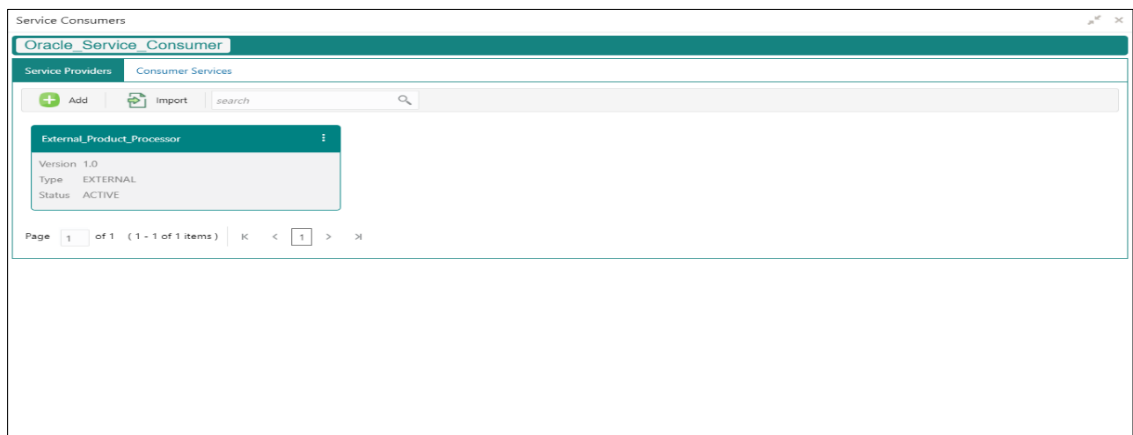 Service Consumers
Oracle_Service_Consumer
Service Providers Consumer Services
Add Import search
External_Product_Processor
Version 1.0
Type EXTERNAL
Status ACTIVE
Page 1 of 1 (1 - 1 of 1 items) 1